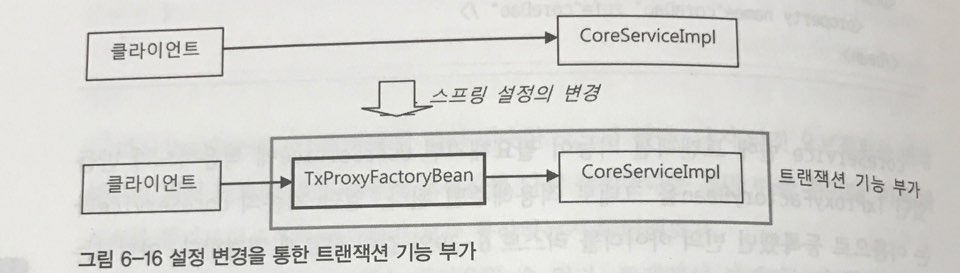 클라이언트
CoreServiceImpl
스프링 설정의 변경
클라이언트
TxProxyFactoryBean
CoreServiceImpl
트랜잭션 기능 부가
그림 6-16 설정 변경을 통한 트랜잭션 기능 부가